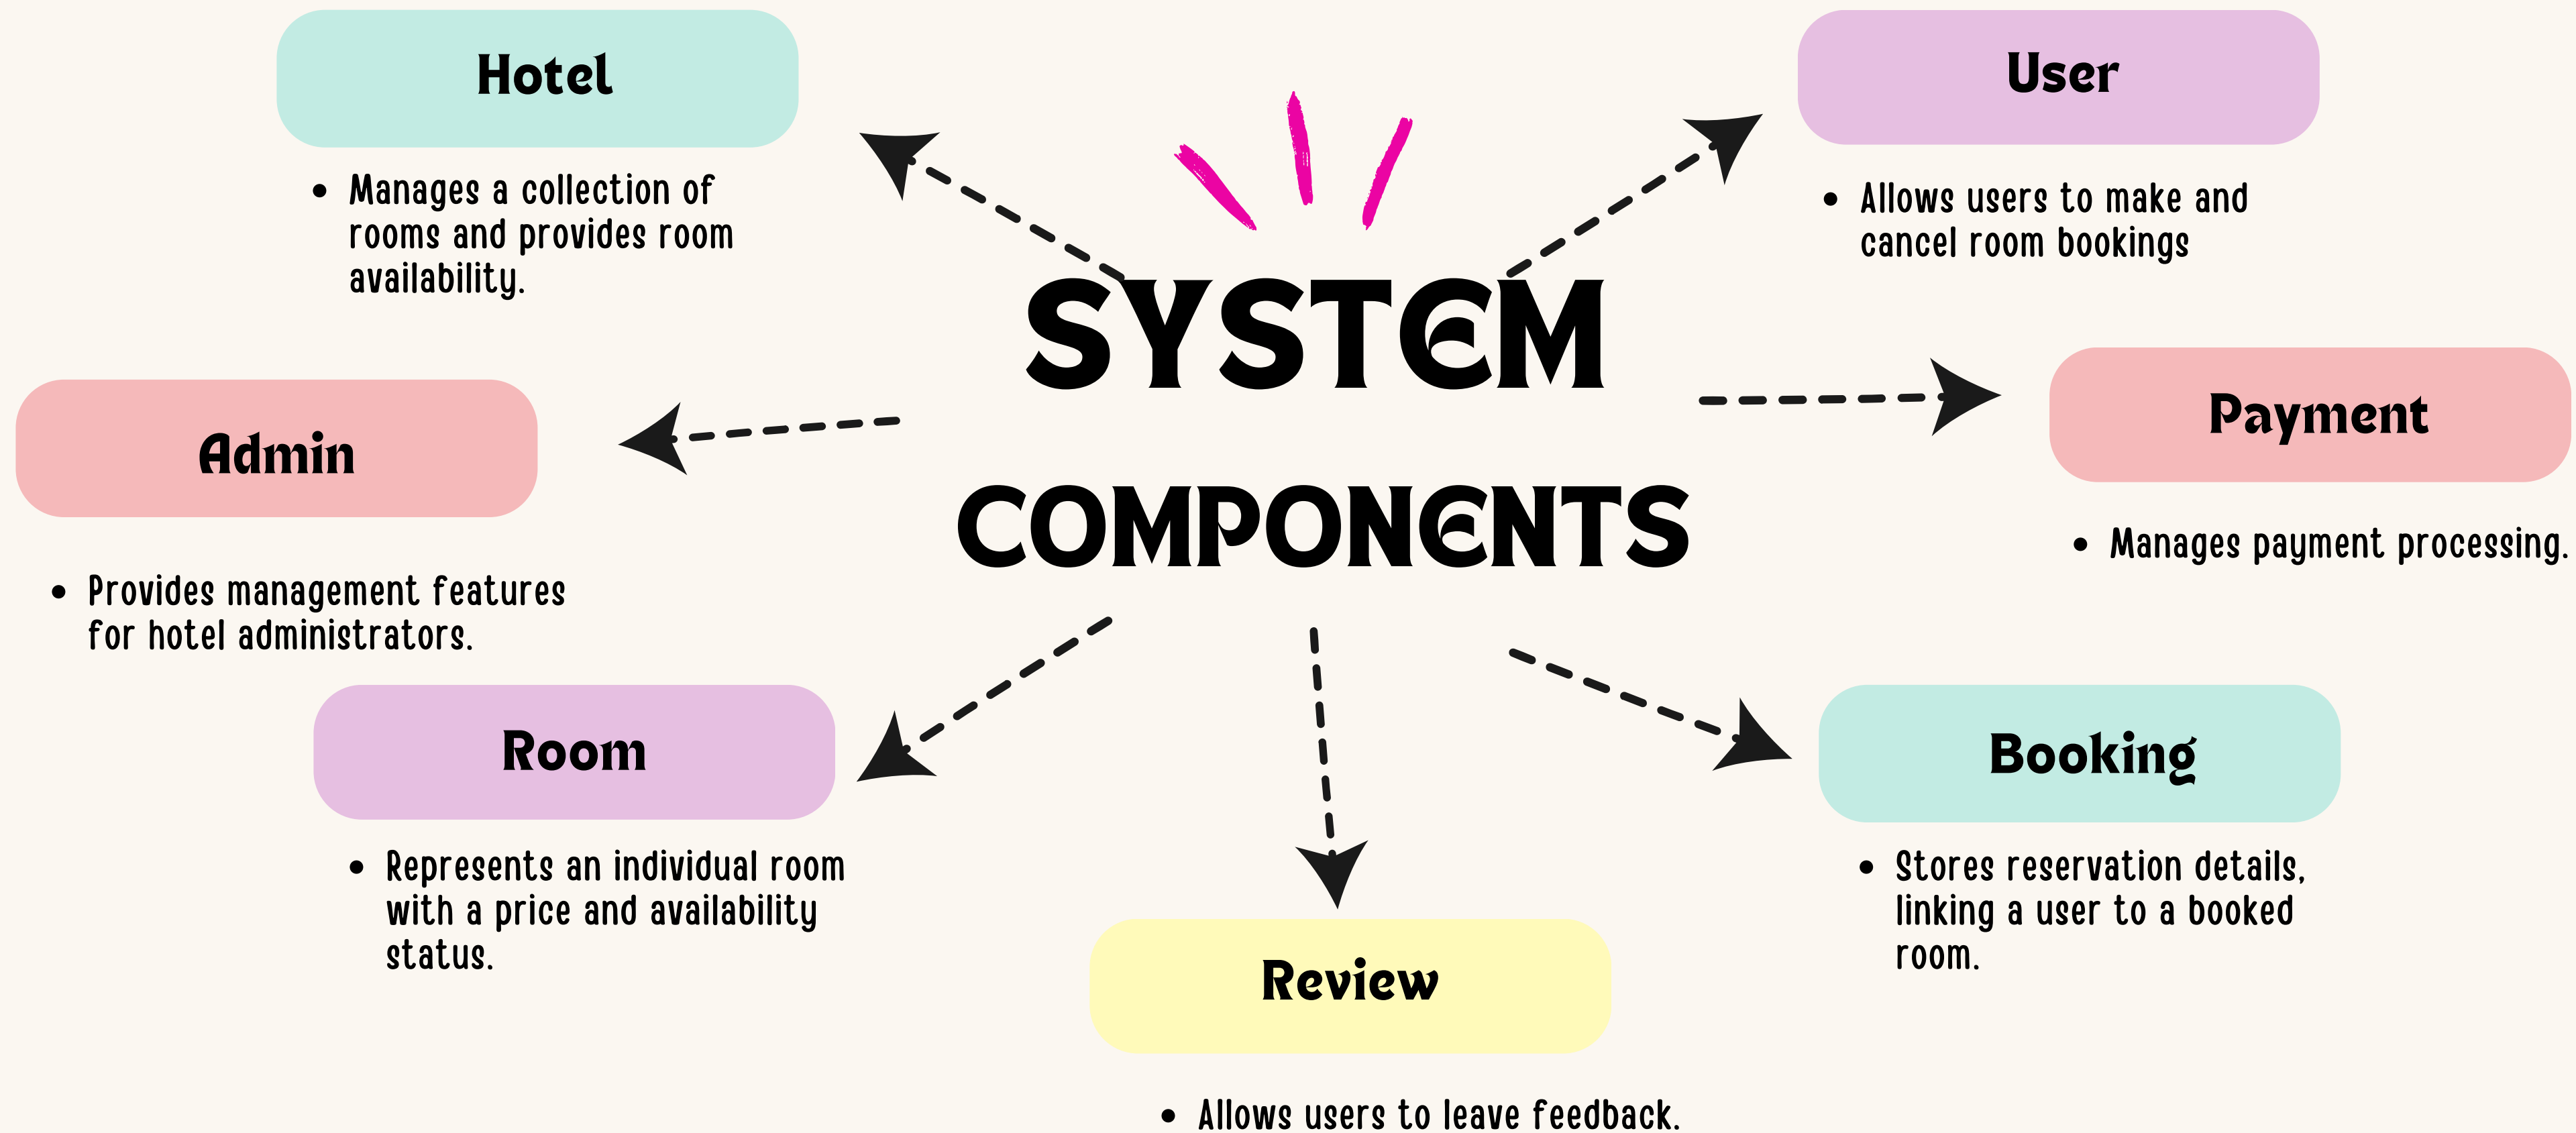 Hotel
• Manages a collection of
rooms and provides room
availability.
User
• Allows users to make and
cancel room bookings
SYSTEM
COMPONENTS
Admin
• Provides management features
for hotel administrators.
Payment
• Manages payment processing.
Room
• Represents an individual room
with a price and availability
status.
Booking
• Stores reservation details,
linking a user to a booked
room.
Review
• Allows users to leave feedback.